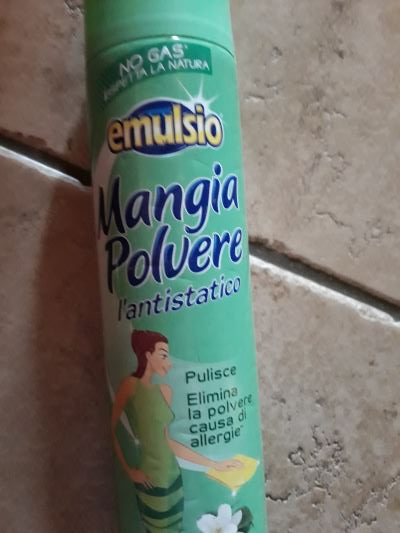 NO GAS*
RISPETTA LA NATURA
emulsio
Mangia
Polvere
l'antistatico
Pulisce
Elimina
la polvere
causa di
allergie**